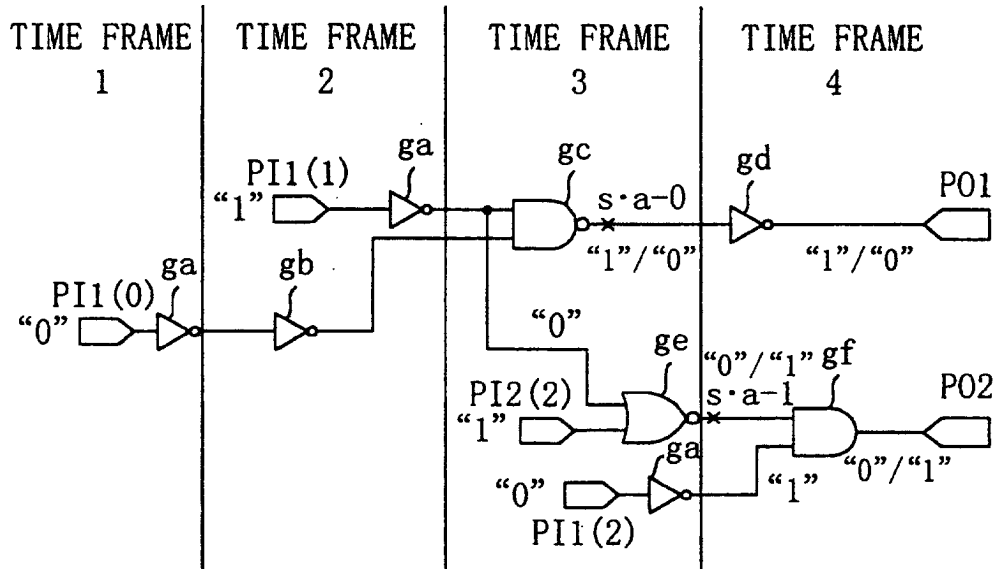 TIME FRAME 1
TIME FRAME 2
TIME FRAME 3
TIME FRAME 4
PI1(1)
"1"
ga
gc
s·a-0
"1"/"0"
gd
"1"/"0"
PO1
PI1(0)
"0"
ga
gb
"0"
ge
PI2(2)
"1"
"0"/"1"
s·a-1
gf
PO2
"0"/"1"
"0"
ga
"1"
PI1(2)